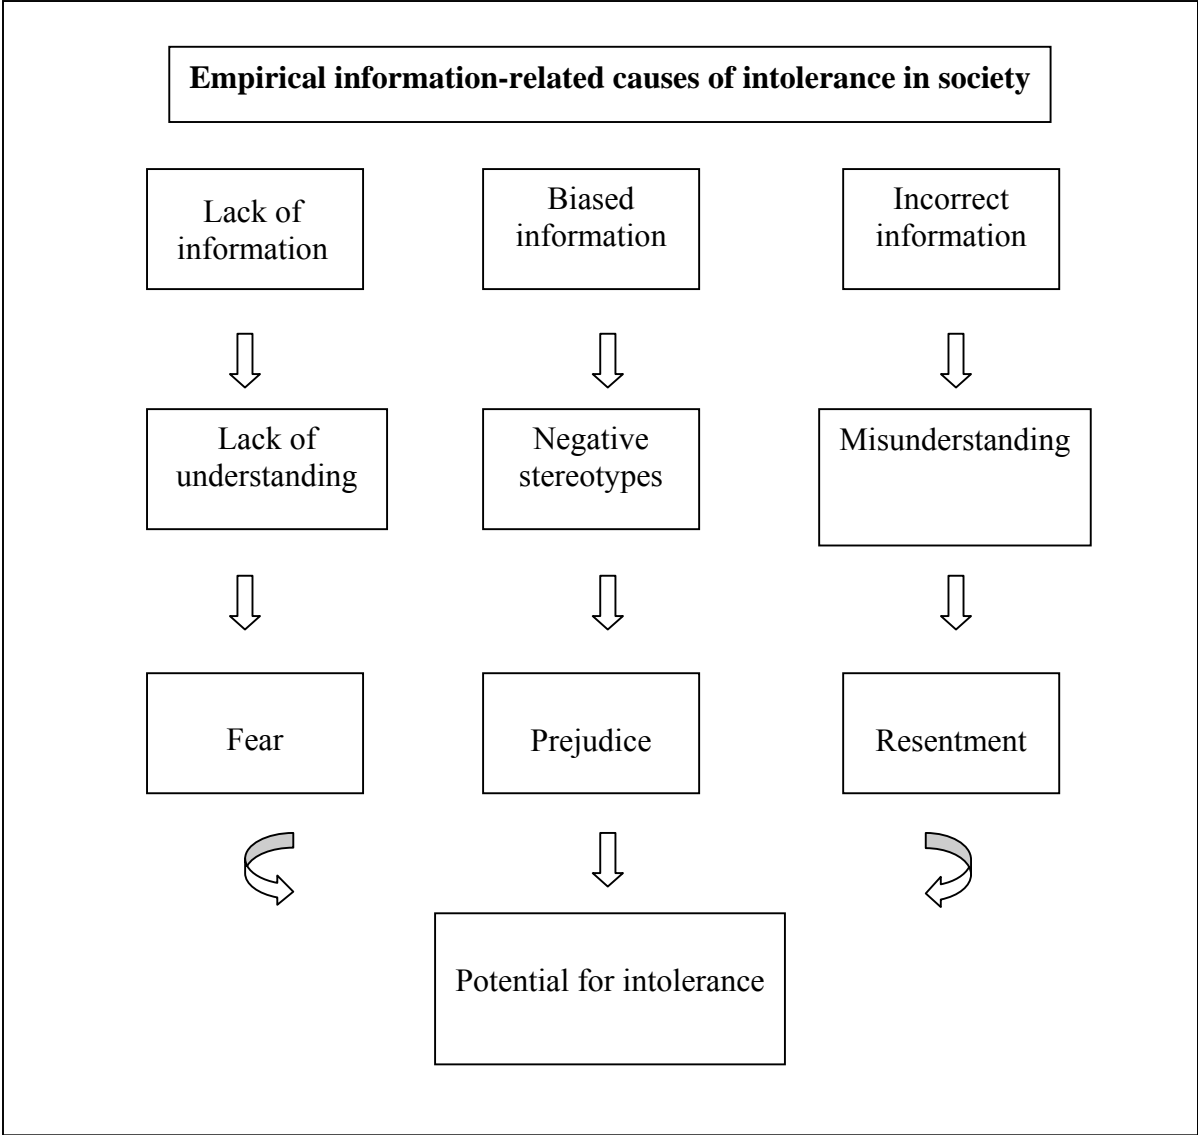 Empirical information-related causes of intolerance in society
Lack of
information
Biased
information
Incorrect
information
Lack of
understanding
Negative
stereotypes
Misunderstanding
Fear
Prejudice
Resentment
Potential for intolerance